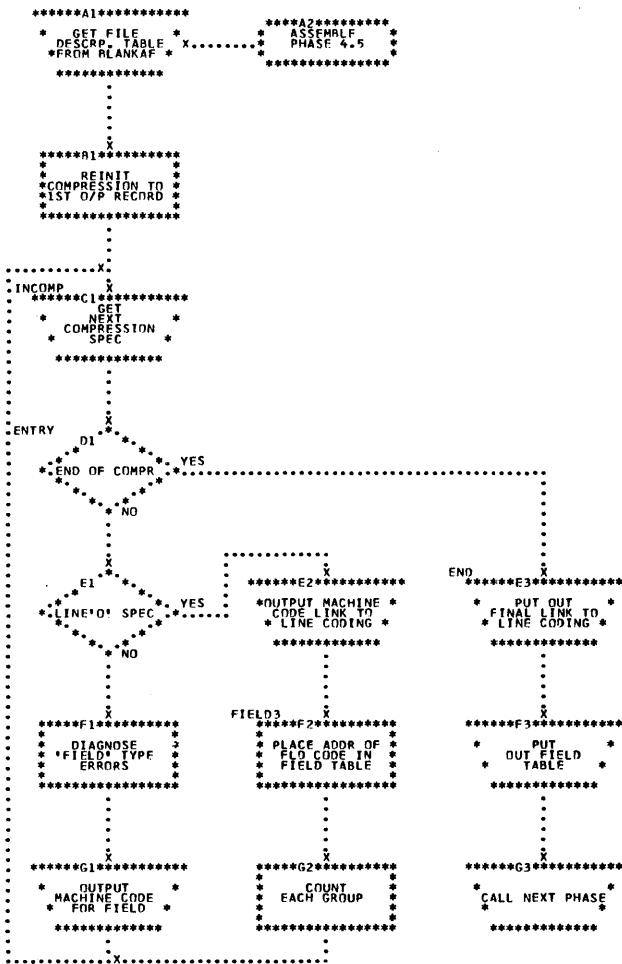 A1
GET FILE
DESCRP. TABLE
FROM BLANKAF
A2
ASSEMBLE
PHASE 4.5
B1
REINIT
COMPRESSION TO
1ST O/P RECORD
INCOMP
C1
GET
NEXT
COMPRESSION
SPEC
ENTRY
D1
END OF COMPR
YES
NO
E1
LINE'O' SPEC
YES
NO
E2
OUTPUT MACHINE
CODE LINK TO
LINE CODING
END
E3
PUT OUT
FINAL LINK TO
LINE CODING
F1
DIAGNOSE
'FIELD' TYPE
ERRORS
FIELD3
F2
PLACE ADDR OF
FLD CODE IN
FIELD TABLE
F3
PUT
OUT FIELD
TABLE
G1
OUTPUT
MACHINE CODE
FOR FIELD
G2
COUNT
EACH GROUP
G3
CALL NEXT PHASE